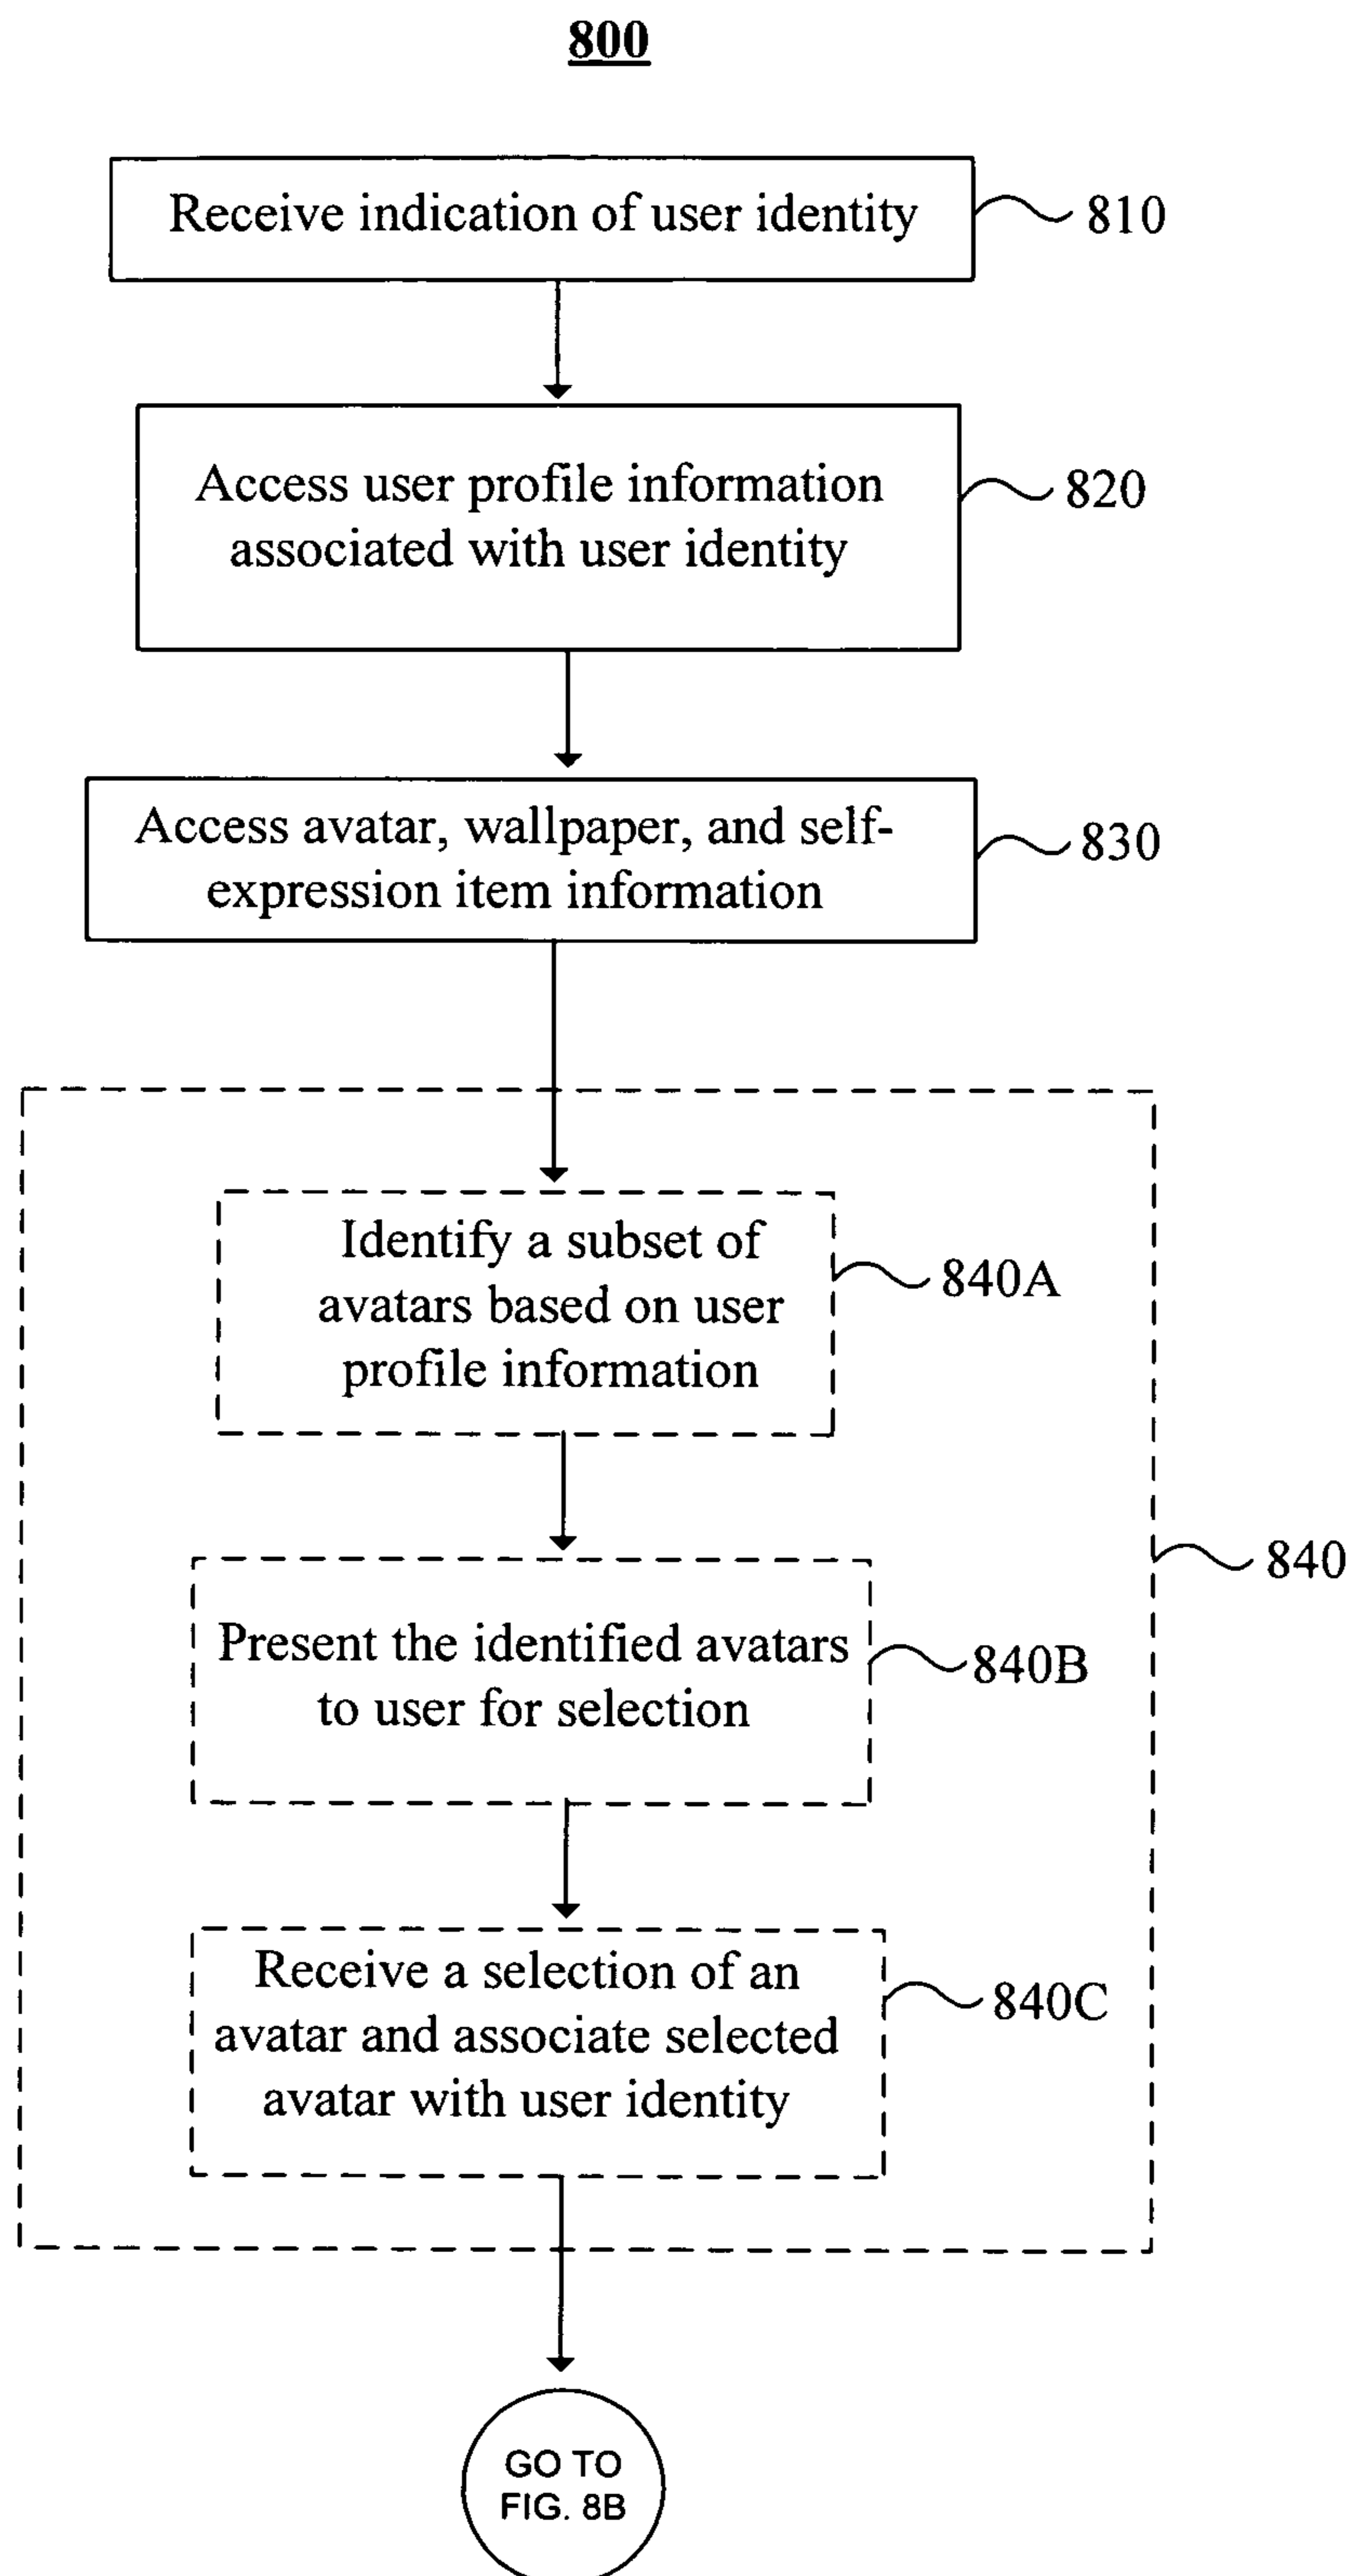 800
Receive indication of user identity
810
Access user profile information
associated with user identity
820
Access avatar, wallpaper, and self-
expression item information
830
Identify a subset of
avatars based on user
profile information
840A
840
Present the identified avatars
to user for selection
840B
Receive a selection of an
avatar and associate selected
avatar with user identity
840C
GO TO
FIG. 8B